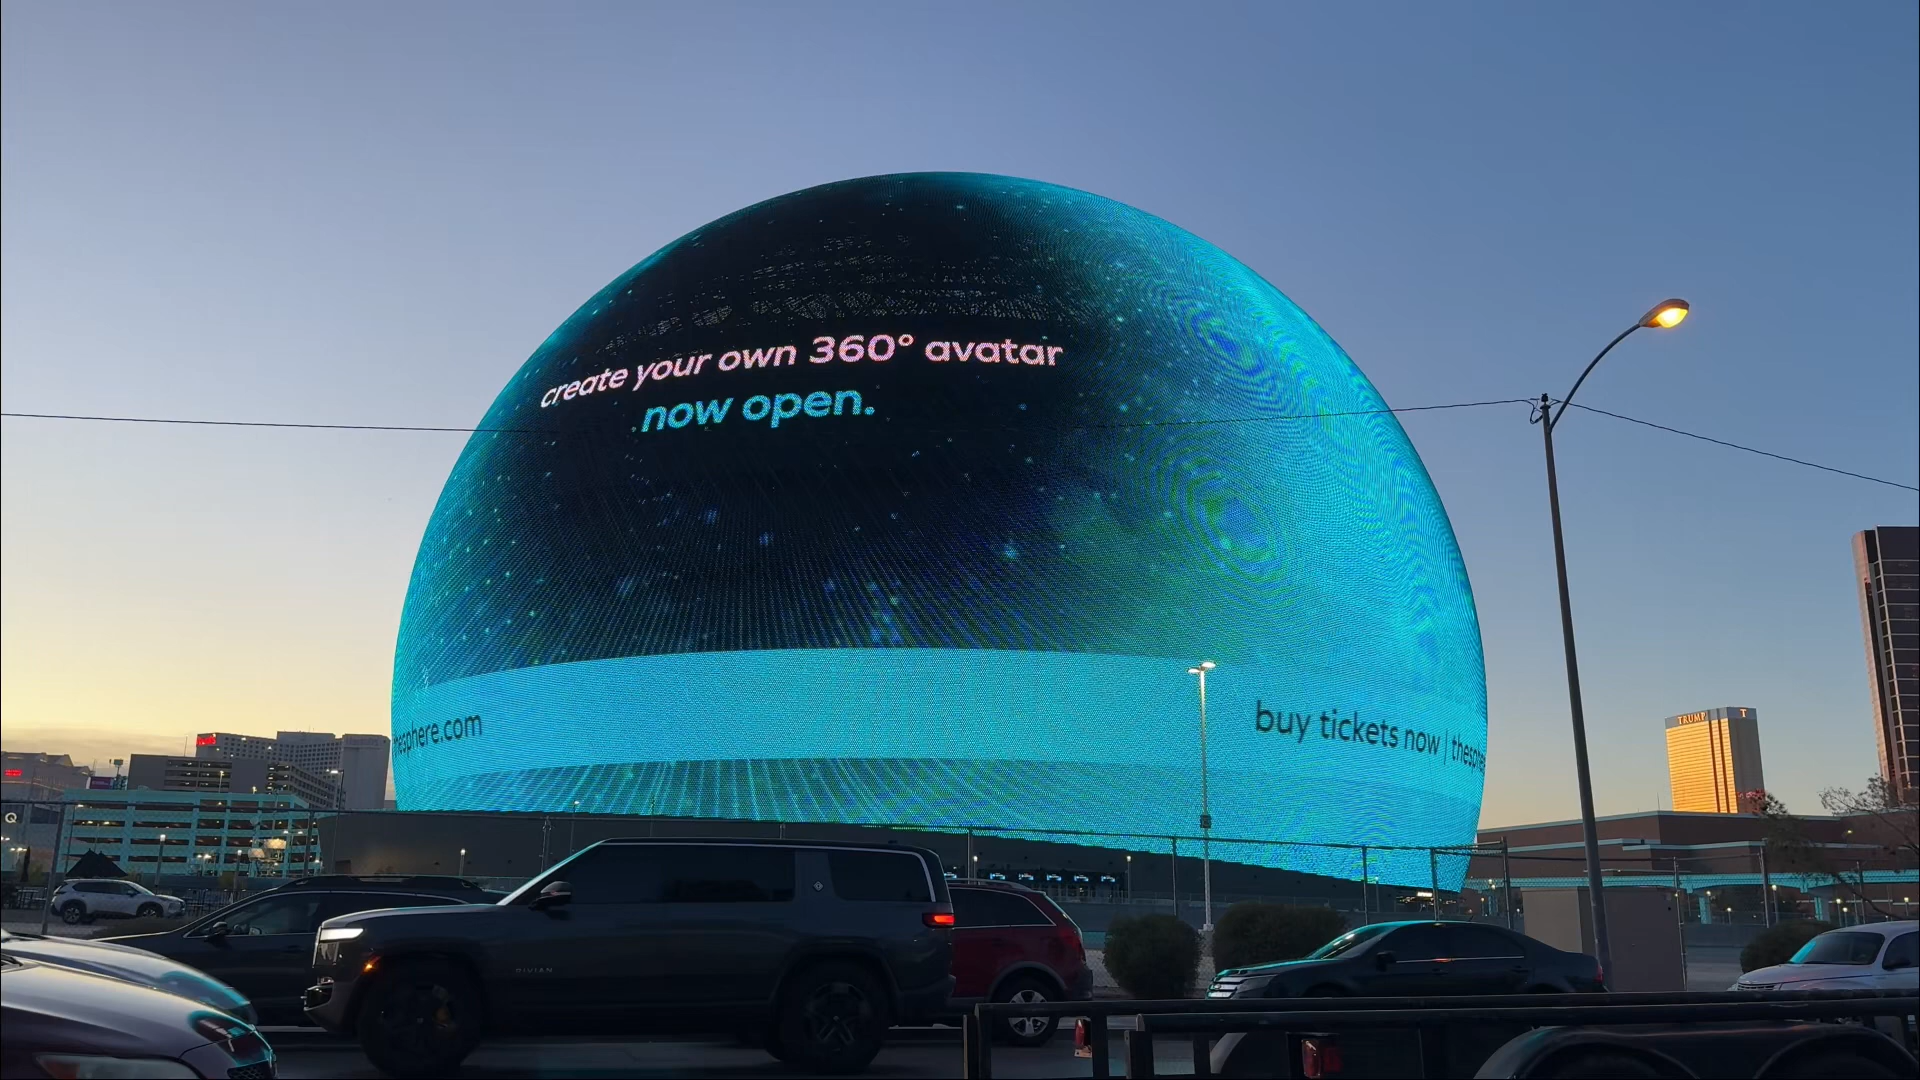 create your own 360° avatar
now open.
thesphere.com
buy tickets now | thesphe
TRUMP
RIVIAN